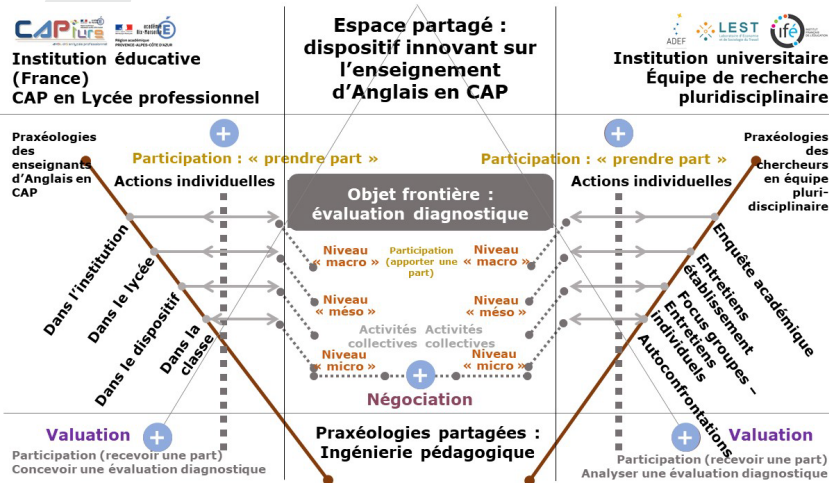 CAPture
Région académique
PROVENCE-ALPES-CÔTE D'AZUR
Institution éducative
(France)
CAP en Lycée professionnel
Espace partagé :
dispositif innovant sur
l’enseignement
d’Anglais en CAP
ADEF
LEST
ifé
Institution universitaire
Équipe de recherche
pluridisciplinaire
Praxéologies
des
enseignants
d’Anglais en
CAP
+
Participation : « prendre part »
Actions individuelles
+
Participation : « prendre part »
Actions individuelles
Praxéologies
des
chercheurs
en équipe
pluri-
disciplinaire
Objet frontière :
évaluation diagnostique
Dans l’institution
Dans le lycée
Dans le dispositif
Dans la
classe
Niveau
« macro »
Participation
(apporter une
part)
Niveau
« macro »
Niveau
« méso »
Niveau
« méso »
Activités
collectives
Activités
collectives
Niveau
« micro »
+
Niveau
« micro »
Négociation
Enquête académique
Entretiens
établissement
Focus groupes –
Entretiens
individuels
Autoconfrontations
Valuation
+
Participation (recevoir une part)
Concevoir une évaluation diagnostique
Praxéologies partagées :
Ingénierie pédagogique
+
Valuation
Participation (recevoir une part)
Analyser une évaluation diagnostique